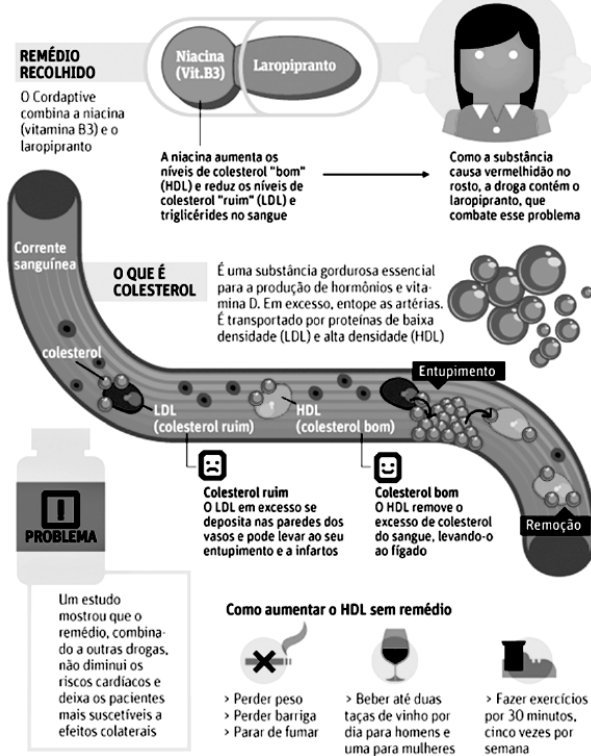 REMÉDIO
RECOLHIDO
O Cordaptive
combina a niacina
(vitamina B3) e o
laropipranto
Niacina
(Vit.B3)
Laropipranto
A niacina aumenta os
níveis de colesterol "bom"
(HDL) e reduz os níveis de
colesterol "ruim" (LDL) e
triglicérides no sangue
Como a substância
causa vermelhidão no
rosto, a droga contém o
laropipranto, que
combate esse problema
Corrente
sanguínea
O QUE É
COLESTEROL
É uma substância gordurosa essencial
para a produção de hormônios e vita-
mina D. Em excesso, entope as artérias.
É transportado por proteínas de baixa
densidade (LDL) e alta densidade (HDL)
colesterol
LDL
(colesterol ruim)
HDL
(colesterol bom)
Entupimento
Remoção
Colesterol ruim
O LDL em excesso se
deposita nas paredes dos
vasos e pode levar ao seu
entupimento e a infartos
Colesterol bom
O HDL remove o
excesso de colesterol
do sangue, levando-o
ao fígado
!
PROBLEMA
Um estudo
mostrou que o
remédio, combina-
do a outras drogas,
não diminui os
riscos cardíacos e
deixa os pacientes
mais suscetíveis a
efeitos colaterais
Como aumentar o HDL sem remédio
> Perder peso
> Perder barriga
> Parar de fumar
> Beber até duas
taças de vinho por
dia para homens e
uma para mulheres
> Fazer exercícios
por 30 minutos,
cinco vezes por
semana